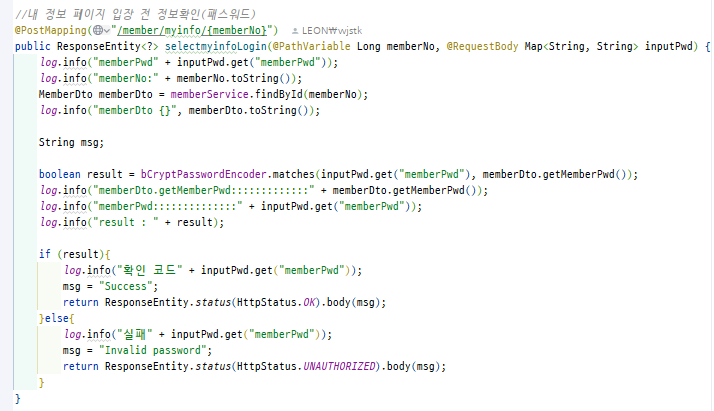 //내 정보 페이지 입장 전 정보확인(패스워드)
@PostMapping("/member/myinfo/{memberNo}") LEON₩wjstk
public ResponseEntity<?> selectmyinfoLogin(@PathVariable Long memberNo, @RequestBody Map<String, String> inputPwd) {
log.info("memberPwd" + inputPwd.get("memberPwd"));
log.info("memberNo:" + memberNo.toString());
MemberDto memberDto = memberService.findById(memberNo);
log.info("memberDto {}", memberDto.toString());
String msg;
boolean result = bCryptPasswordEncoder.matches(inputPwd.get("memberPwd"), memberDto.getMemberPwd());
log.info("memberDto.getMemberPwd:::::::::::::" + memberDto.getMemberPwd());
log.info("memberPwd::::::::::::::" + inputPwd.get("memberPwd"));
log.info("result : " + result);
if (result){
log.info("확인 코드" + inputPwd.get("memberPwd"));
msg = "Success";
return ResponseEntity.status(HttpStatus.OK).body(msg);
}else{
log.info("실패" + inputPwd.get("memberPwd"));
msg = "Invalid password";
return ResponseEntity.status(HttpStatus.UNAUTHORIZED).body(msg);
}
}